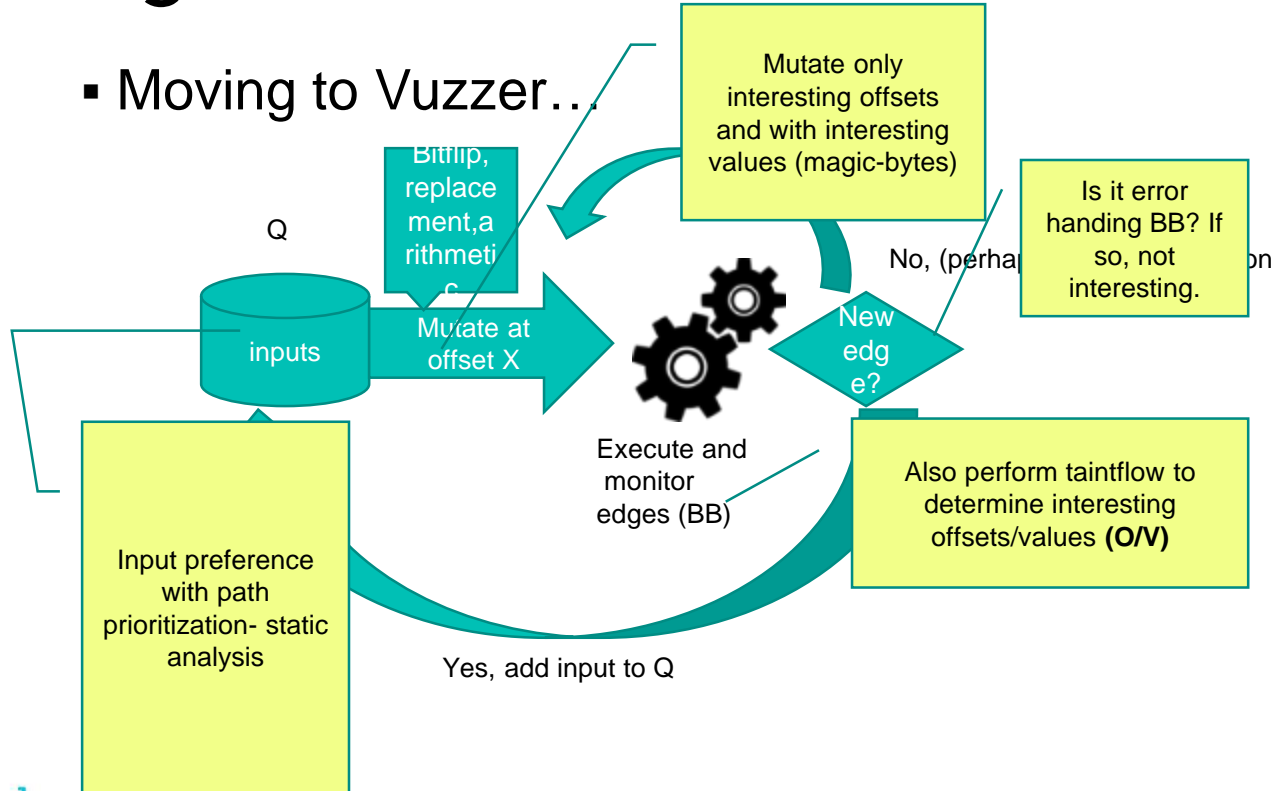 ▪ Moving to Vuzzer…
Mutate only
interesting offsets
and with interesting
values (magic-bytes)
Bitflip,
replace
ment,a
rithmeti
c
Is it error
handing BB? If
so, not
interesting.
Q
No, (perha
on
inputs
Mutate at
offset X
New
edg
e?
Execute and
monitor
edges (BB)
Also perform taintflow to
determine interesting
offsets/values (O/V)
Input preference
with path
prioritization- static
analysis
Yes, add input to Q